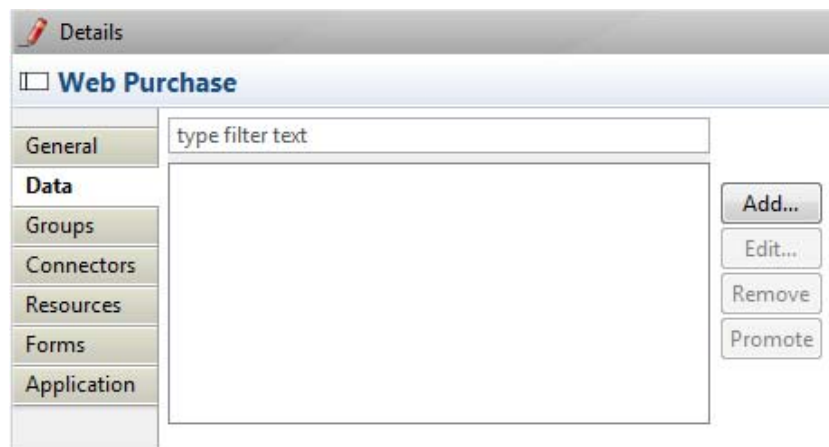 Details
Web Purchase
General
Data
Groups
Connectors
Resources
Forms
Application
type filter text
Add...
Edit...
Remove
Promote